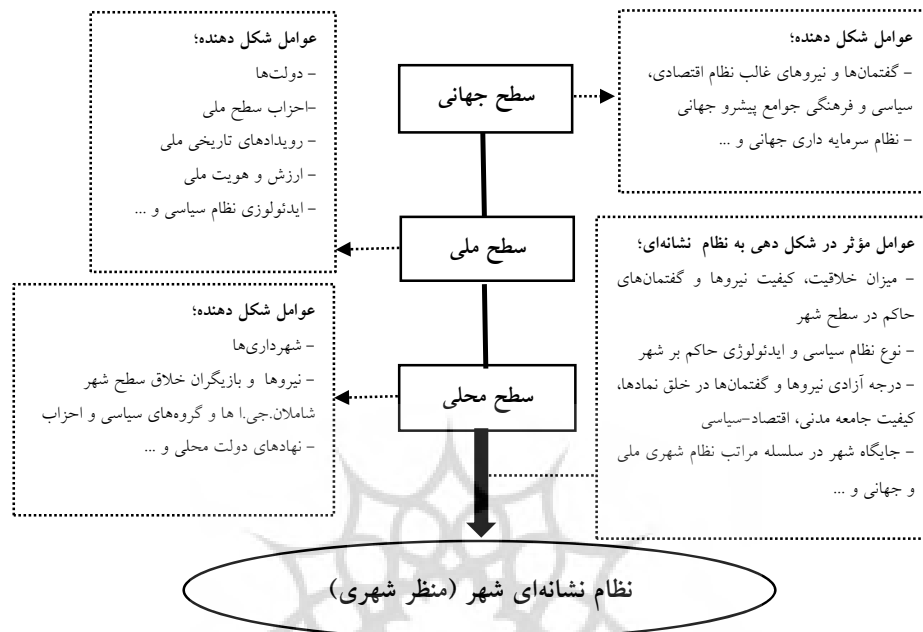 عوامل شکل دهنده؛
- گفتمان‌ها و نیروهای غالب نظام اقتصادی،
سیاسی و فرهنگی جوامع پیشرو جهانی
- نظام سرمایه داری جهانی و ...
سطح جهانی
عوامل شکل دهنده؛
- دولت‌ها
-احزاب سطح ملی
- رویدادهای تاریخی ملی
- ارزش و هویت ملی
- ایدئولوزی نظام سیاسی و ...
سطح ملی
عوامل مؤثر در شکل دهی به نظام نشانه‌ای؛
- میزان خلاقیت، کیفیت نیروها و گفتمان‌های
حاکم در سطح شهر
- نوع نظام سیاسی و ایدئولوژی حاکم بر شهر
- درجه آزادی نیروها و گفتمان‌ها در خلق نمادها،
کیفیت جامعه مدنی، اقتصاد-سیاسی
- جایگاه شهر در سلسله مراتب نظام شهری ملی
و جهانی و ...
سطح محلی
عوامل شکل دهنده؛
- شهرداری‌ها
- نیروها و بازیگران خلاق سطح شهر
شاملان.جی.ا ها و گروه‌های سیاسی و احزاب
- نهادهای دولت محلی و ...
نظام نشانه‌ای شهر (منظر شهری)